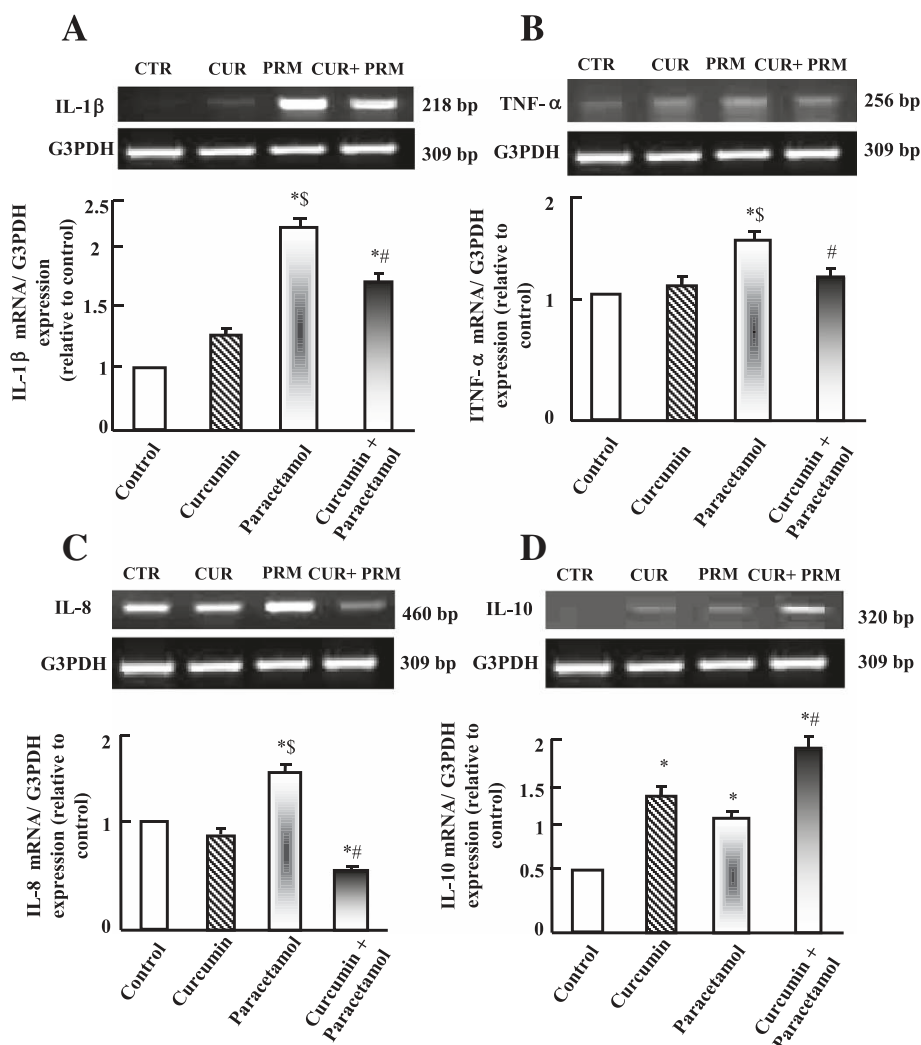 A
CTR CUR PRM CUR+ PRM
IL-1β 218 bp
G3PDH 309 bp
IL-1β mRNA/ G3PDH
expression
(relative to control)
2.5
2
1.5
1
0
*$
*#
Control
Curcumin
Paracetamol
Curcumin +
Paracetamol
B
CTR CUR PRM CUR+ PRM
TNF-α 256 bp
G3PDH 309 bp
ITNF-α mRNA/ G3PDH
expression (relative to
control)
2
1
0
*$
#
Control
Curcumin
Paracetamol
Curcumin +
Paracetamol
C
CTR CUR PRM CUR+ PRM
IL-8 460 bp
G3PDH 309 bp
IL-8 mRNA/ G3PDH
expression (relative to
control)
2
1
0
*$
*#
Control
Curcumin
Paracetamol
Curcumin +
Paracetamol
D
CTR CUR PRM CUR+ PRM
IL-10 320 bp
G3PDH 309 bp
IL-10 mRNA/ G3PDH
expression (relative to
control)
2
1.5
1
0.5
0
*
*
*#
Control
Curcumin
Paracetamol
Curcumin +
Paracetamol